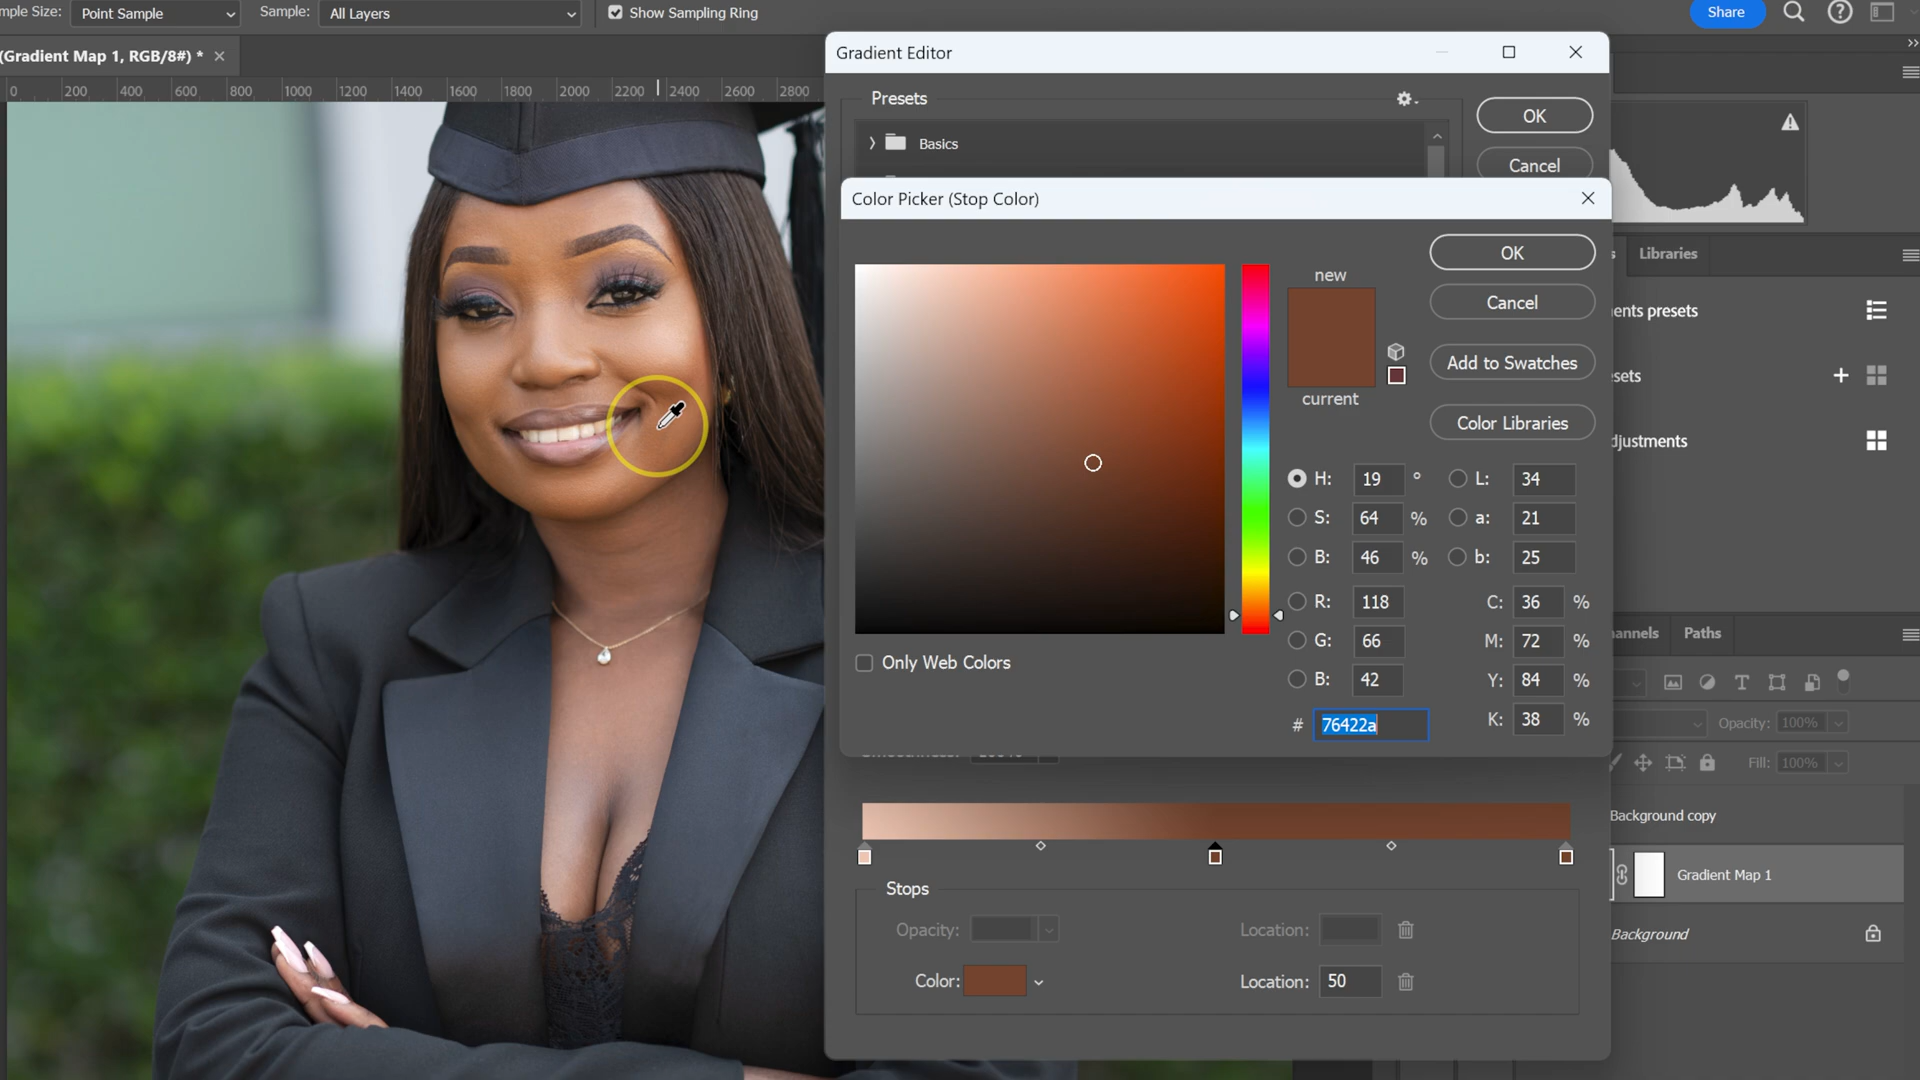 mple Size: Point Sample Sample: All Layers Show Sampling Ring Share
(Gradient Map 1, RGB/8#) * ×
0 200 400 600 800 1000 1200 1400 1600 1800 2000 2200 2400 2600 2800
Gradient Editor
Presets
Basics
OK
Cancel
Color Picker (Stop Color)
new
current
OK
Cancel
Add to Swatches
Color Libraries
H: 19 ° L: 34
S: 64 % a: 21
B: 46 % b: 25
R: 118 C: 36 %
G: 66 M: 72 %
B: 42 Y: 84 %
# 76422a K: 38 %
Only Web Colors
Stops
Opacity: Location:
Color: Location: 50
s Libraries
ents presets
sets
djustments
annels Paths
Opacity: 100%
Fill: 100%
Background copy
Gradient Map 1
Background